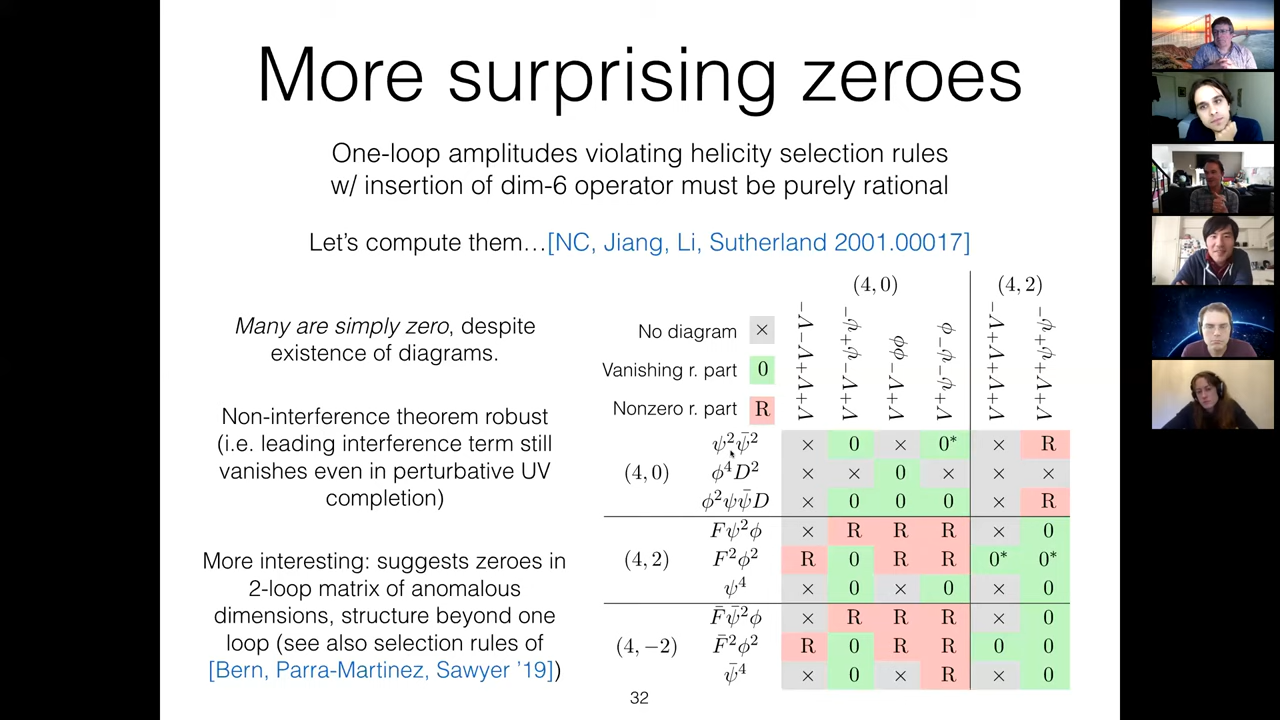 More surprising zeroes
One-loop amplitudes violating helicity selection rules
w/ insertion of dim-6 operator must be purely rational
Let's compute them…[NC, Jiang, Li, Sutherland 2001.00017]
Many are simply zero, despite
existence of diagrams.
Non-interference theorem robust
(i.e. leading interference term still
vanishes even in perturbative UV
completion)
More interesting: suggests zeroes in
2-loop matrix of anomalous
dimensions, structure beyond one
loop (see also selection rules of
[Bern, Parra-Martinez, Sawyer '19])
(4, 0) (4, 2)
No diagram ×
Vanishing r. part 0
Nonzero r. part R
V⁺V⁺V⁻V⁻ V⁺V⁻ψ⁺ψ⁻ V⁺V⁻ϕϕ V⁺ψ⁻ψ⁻ϕ V⁺V⁺V⁺V⁻ V⁺V⁺ψ⁺ψ⁻
ψ²ψ̄² × 0 × 0* × R
(4, 0) ϕ⁴D² × × 0 × × ×
ϕ²ψψ̄D × 0 0 0 × R
Fψ²ϕ × R R R × 0
(4, 2) F²ϕ² R 0 R R 0* 0*
ψ⁴ × 0 × 0 × 0
F̄ψ̄²ϕ × R R R × 0
(4, −2) F̄²ϕ² R 0 R R 0 0
ψ̄⁴ × 0 × R × 0
32